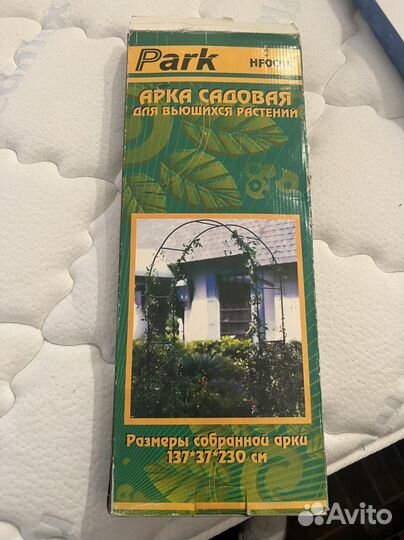 Park
АРКА САДОВАЯ
ДЛЯ ВЬЮЩИХСЯ РАСТЕНИЙ
Размеры собранной арки
137*37*230 см
Avito